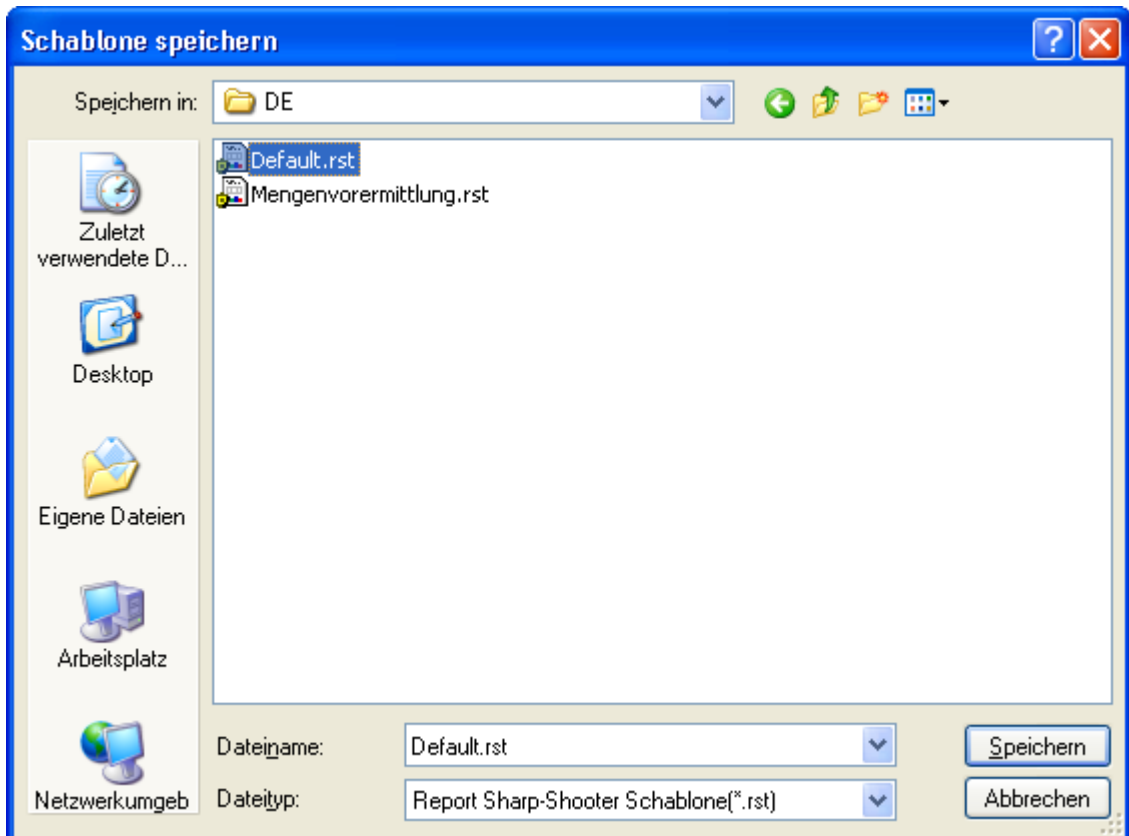 Schablone speichern
Speichern in:
DE
Default.rst
Mengenvorermittlung.rst
Zuletzt
verwendete D...
Desktop
Eigene Dateien
Arbeitsplatz
Netzwerkumgeb
Dateiname:
Default.rst
Speichern
Dateityp:
Report Sharp-Shooter Schablone(*.rst)
Abbrechen